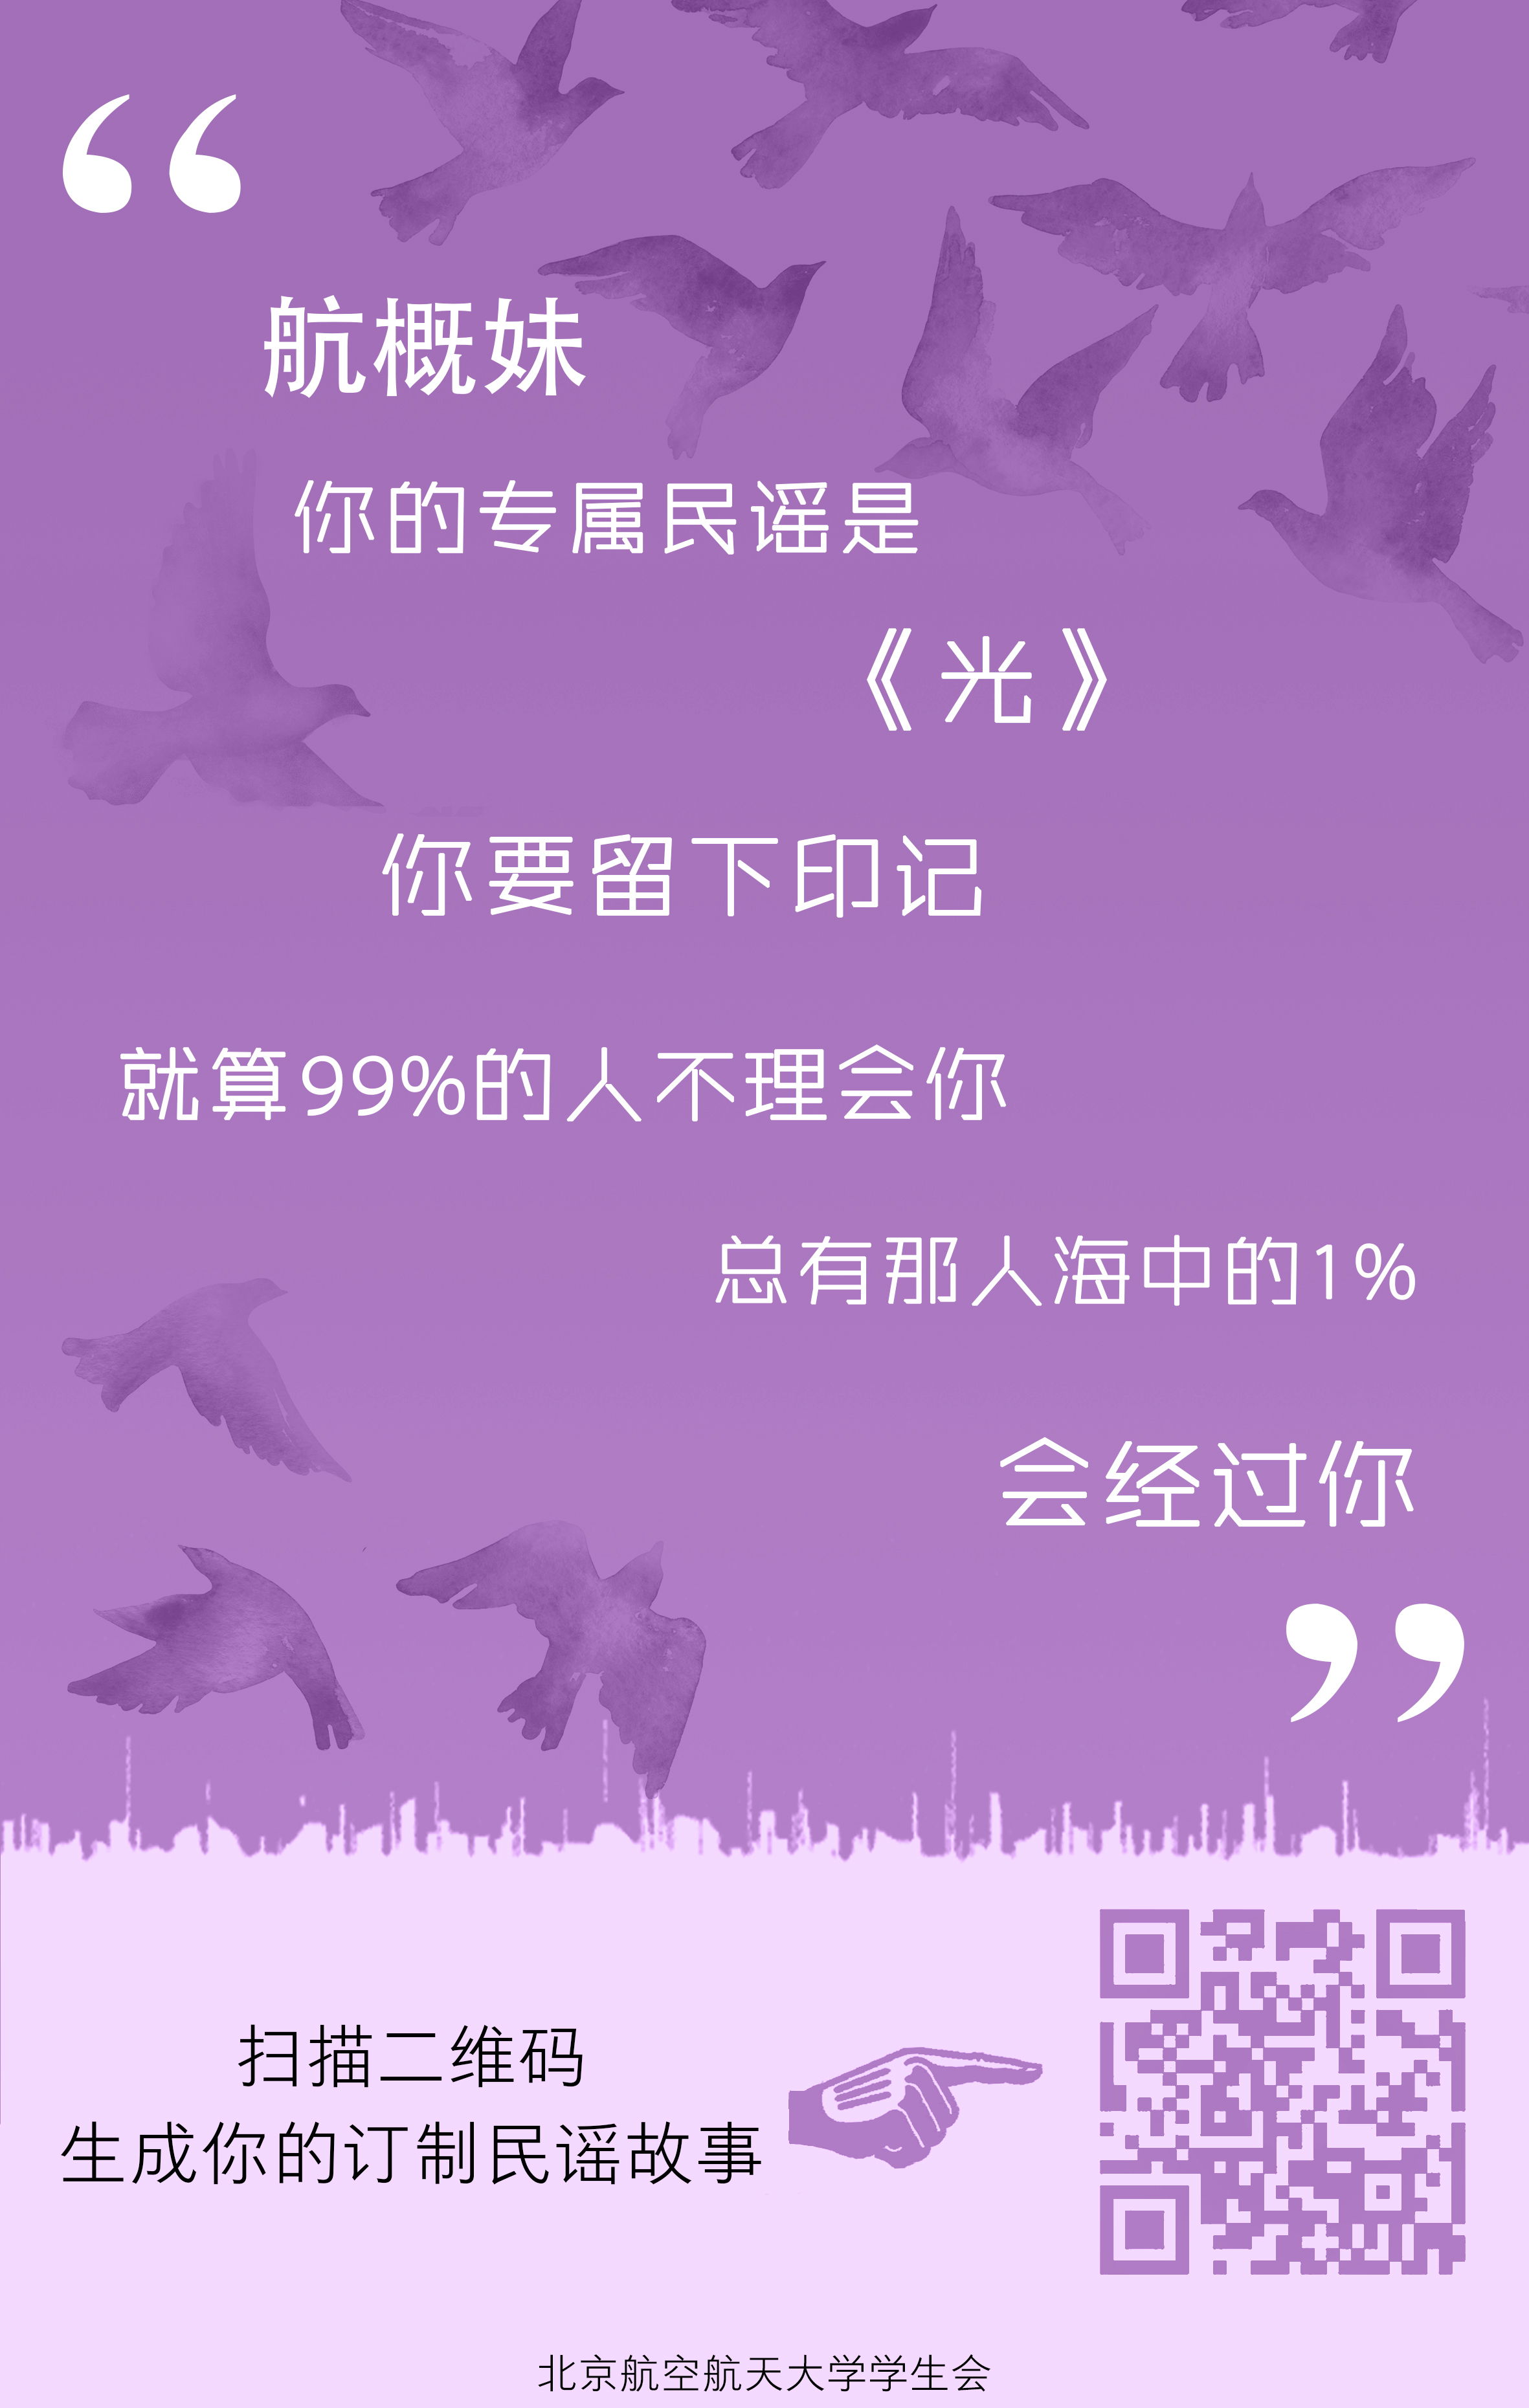 “
航概妹
你的专属民谣是
《光》
你要留下印记
就算99%的人不理会你
总有那人海中的1%
会经过你
”
扫描二维码
生成你的订制民谣故事
北京航空航天大学学生会